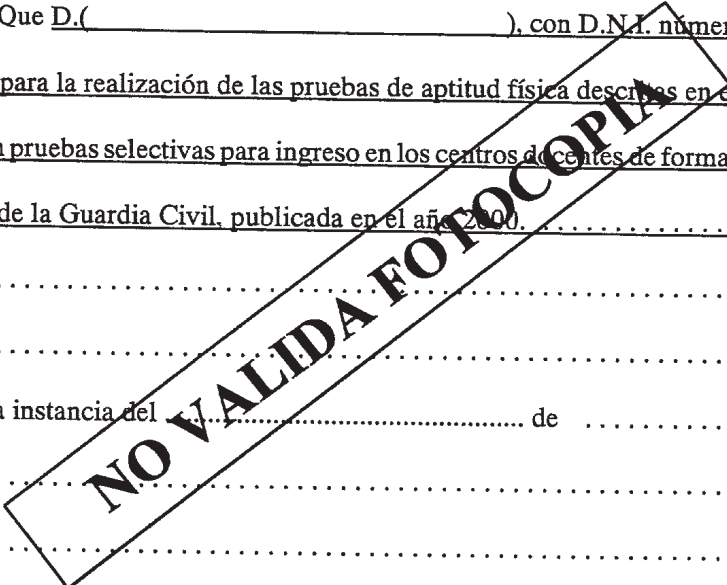 Que D.( ), con D.N.I. númer
para la realización de las pruebas de aptitud física descritas en e
n pruebas selectivas para ingreso en los centros docentes de forma
de la Guardia Civil, publicada en el año 2000. . . . . . . . . . . . . . . . .
a instancia del ........................................................ de . . . . . . . . . . .
NO VALIDA FOTOCOPIA